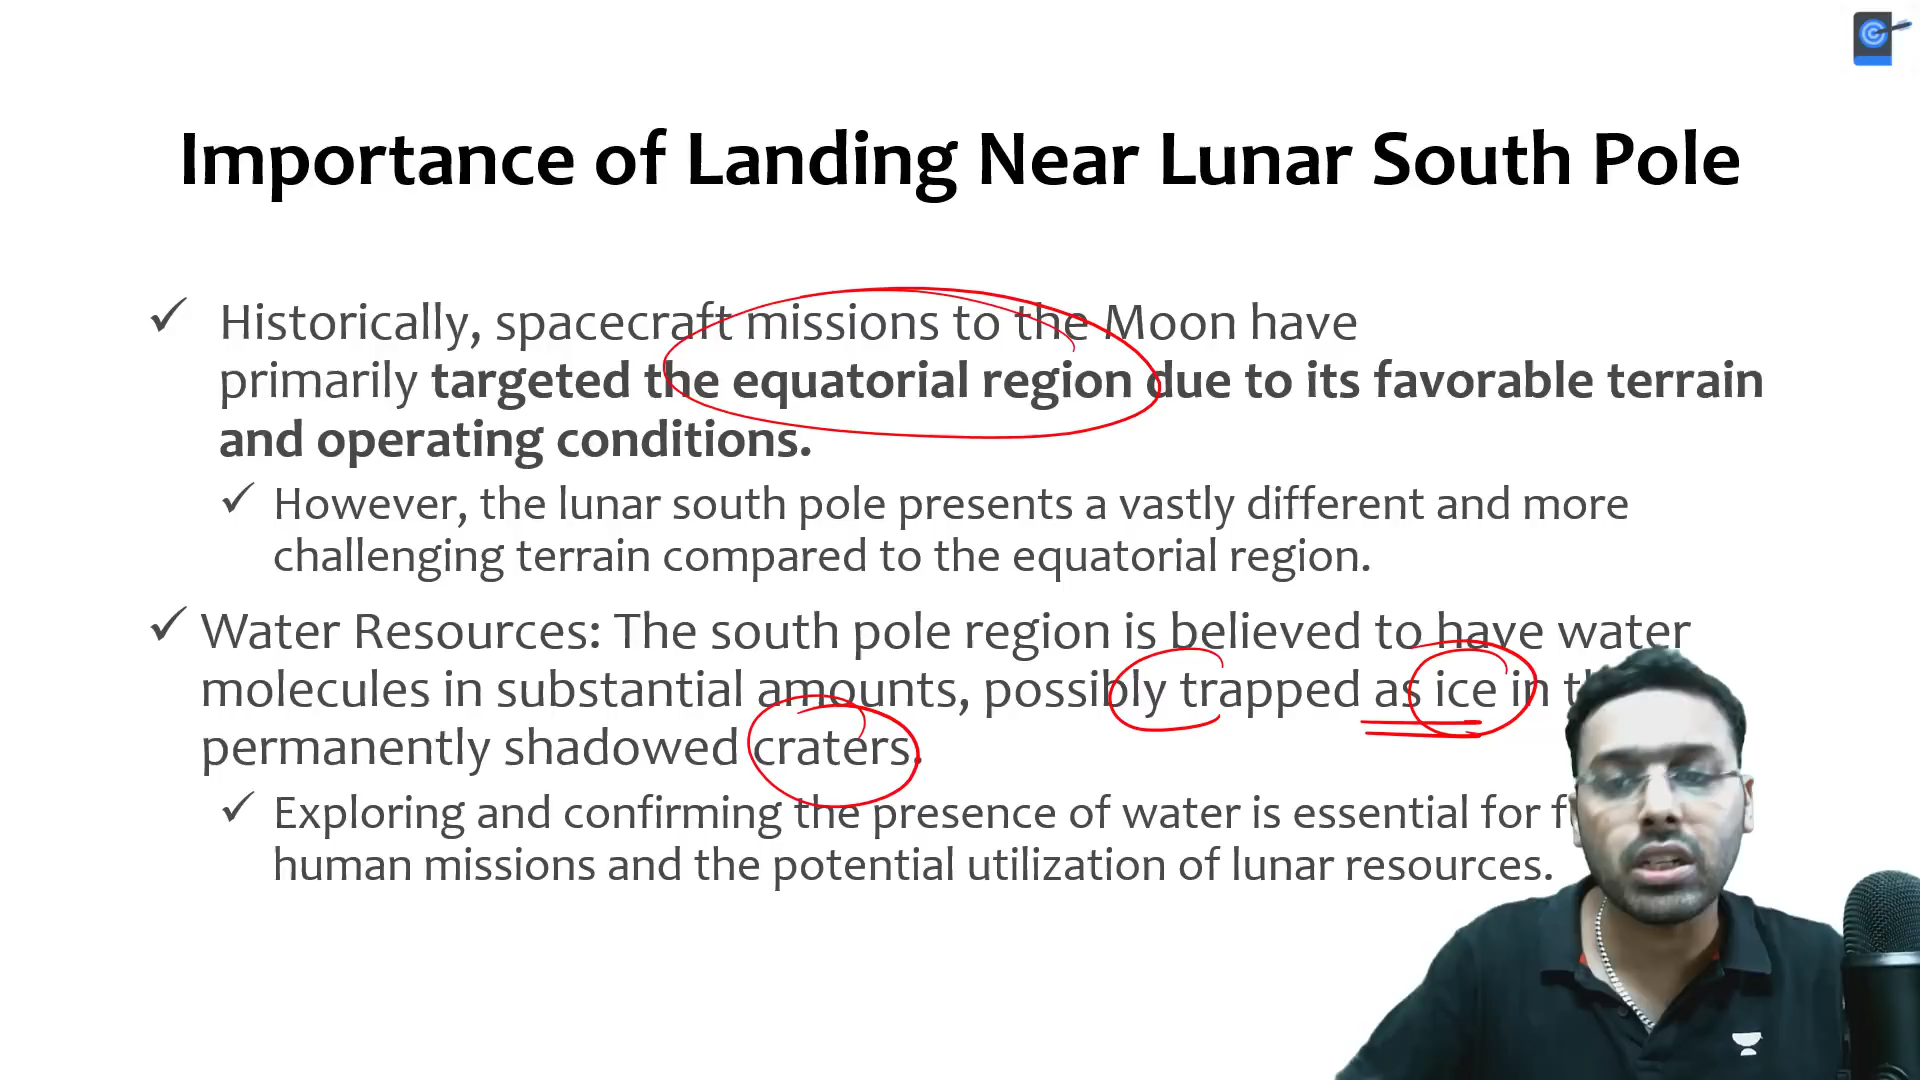 Importance of Landing Near Lunar South Pole
Historically, spacecraft missions to the Moon have
primarily targeted the equatorial region due to its favorable terrain
and operating conditions.
However, the lunar south pole presents a vastly different and more
challenging terrain compared to the equatorial region.
Water Resources: The south pole region is believed to have water
molecules in substantial amounts, possibly trapped as ice in
permanently shadowed craters.
Exploring and confirming the presence of water is essential for
human missions and the potential utilization of lunar resources.